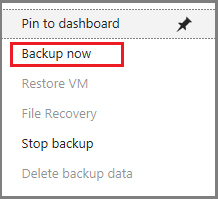 Pin to dashboard
Backup now
Restore VM
File Recovery
Stop backup
Delete backup data